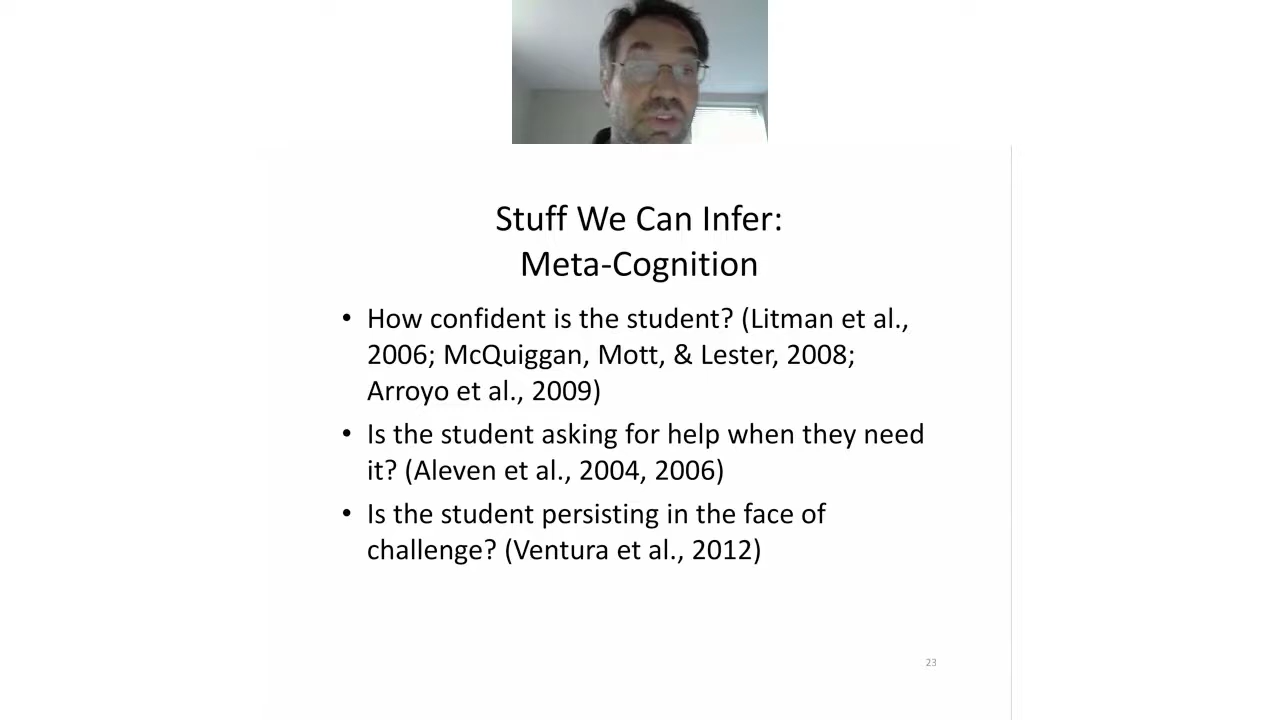 Stuff We Can Infer:
Meta-Cognition
• How confident is the student? (Litman et al.,
2006; McQuiggan, Mott, & Lester, 2008;
Arroyo et al., 2009)
• Is the student asking for help when they need
it? (Aleven et al., 2004, 2006)
• Is the student persisting in the face of
challenge? (Ventura et al., 2012)
23